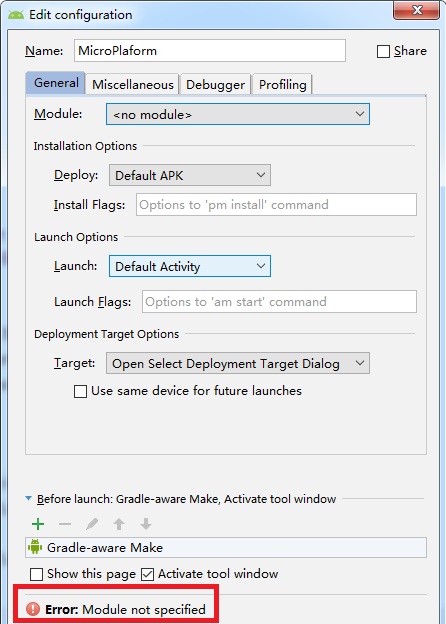 Edit configuration
Name: MicroPlaform Share
General Miscellaneous Debugger Profiling
Module: <no module>
Installation Options
Deploy: Default APK
Install Flags: Options to 'pm install' command
Launch Options
Launch: Default Activity
Launch Flags: Options to 'am start' command
Deployment Target Options
Target: Open Select Deployment Target Dialog
Use same device for future launches
Before launch: Gradle-aware Make, Activate tool window
Gradle-aware Make
Show this page Activate tool window
Error: Module not specified